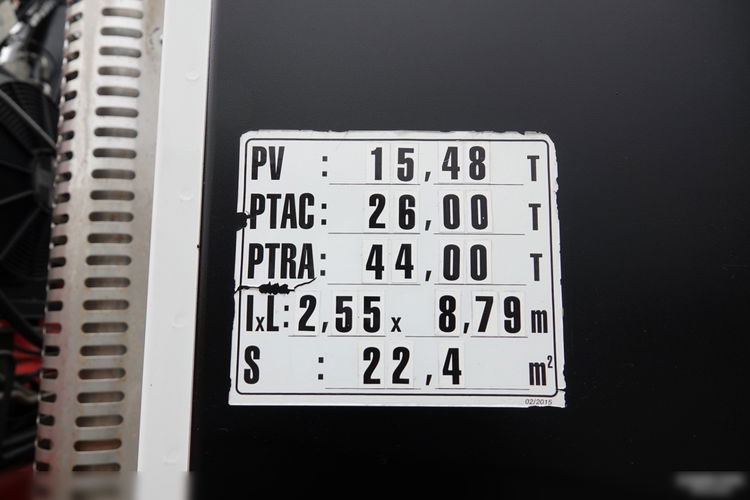 PV : 15,48 T
PTAC: 26,00 T
PTRA: 44,00 T
IxL: 2,55 x 8,79 m
S : 22,4 m²
02/2015